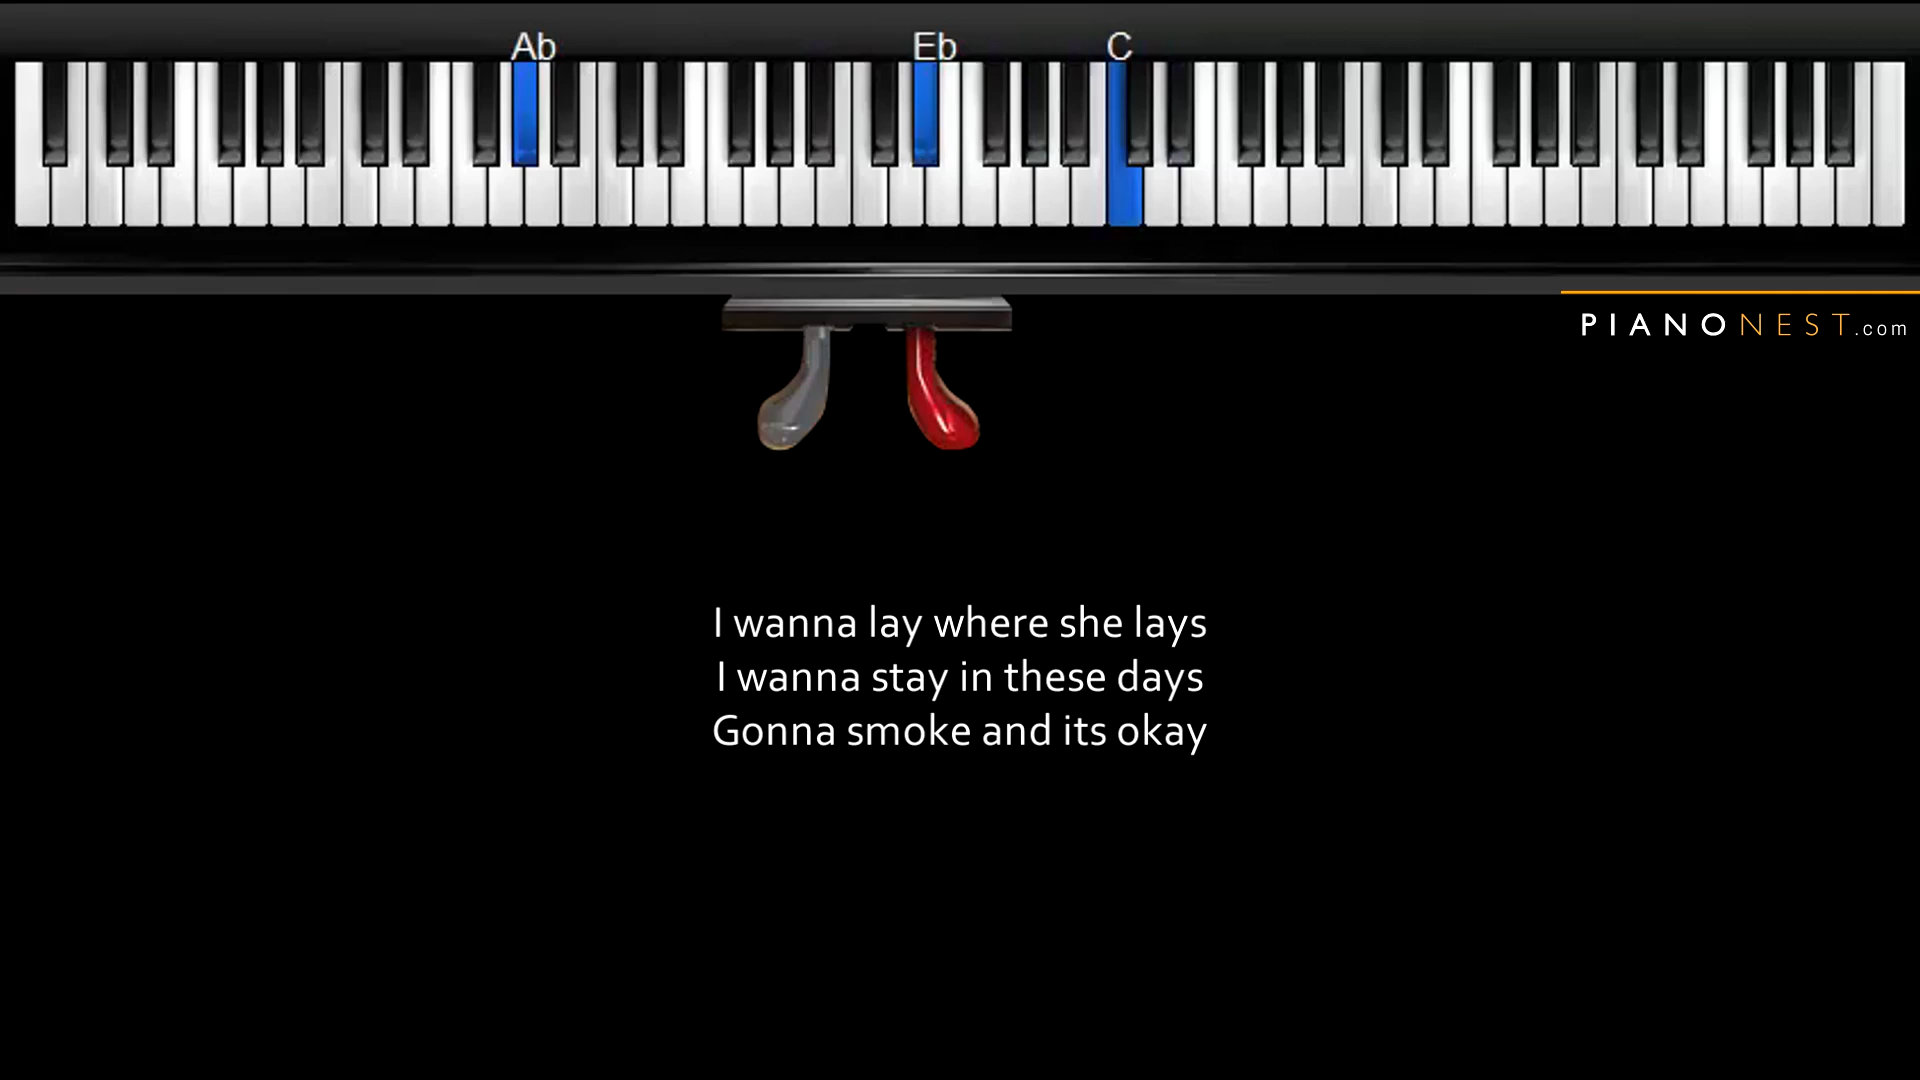 Ab Eb C
PIANONEST.com
I wanna lay where she lays
I wanna stay in these days
Gonna smoke and its okay